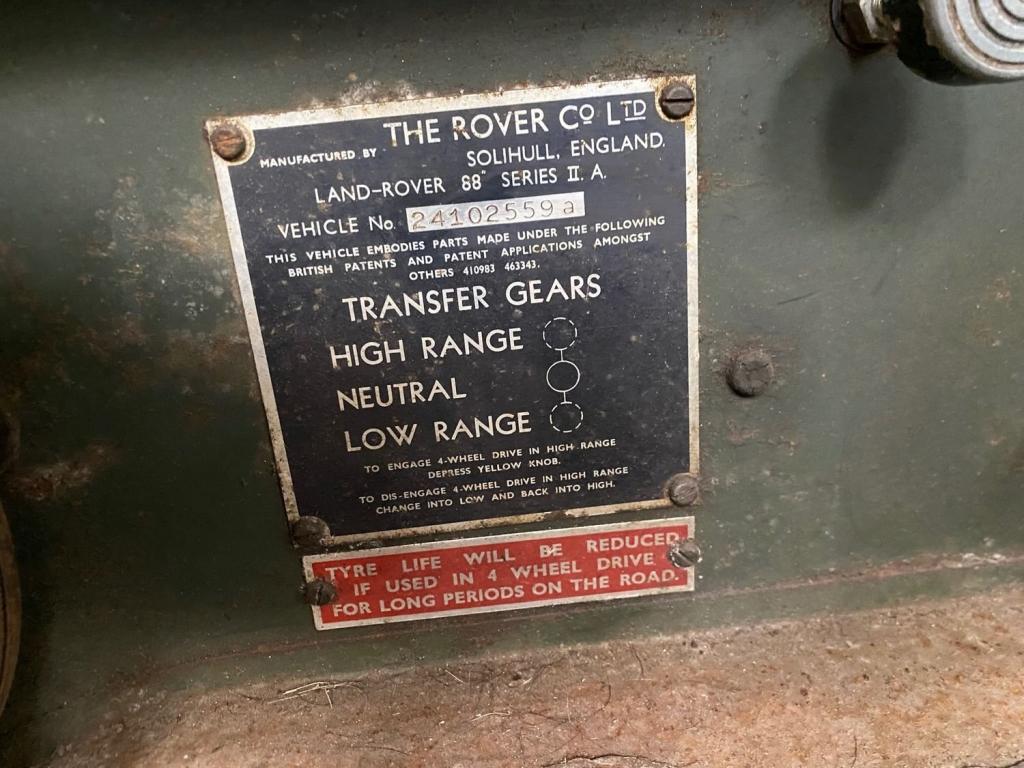 THE ROVER Cº LTD
MANUFACTURED BY
SOLIHULL, ENGLAND.
LAND-ROVER 88" SERIES II. A.
VEHICLE No. 24102559a
THIS VEHICLE EMBODIES PARTS MADE UNDER THE FOLLOWING
BRITISH PATENTS AND PATENT APPLICATIONS AMONGST
OTHERS 410983 463343.
TRANSFER GEARS
HIGH RANGE
NEUTRAL
LOW RANGE
TO ENGAGE 4-WHEEL DRIVE IN HIGH RANGE
DEPRESS YELLOW KNOB.
TO DIS-ENGAGE 4-WHEEL DRIVE IN HIGH RANGE
CHANGE INTO LOW AND BACK INTO HIGH.
TYRE LIFE WILL BE REDUCED
IF USED IN 4 WHEEL DRIVE
FOR LONG PERIODS ON THE ROAD.